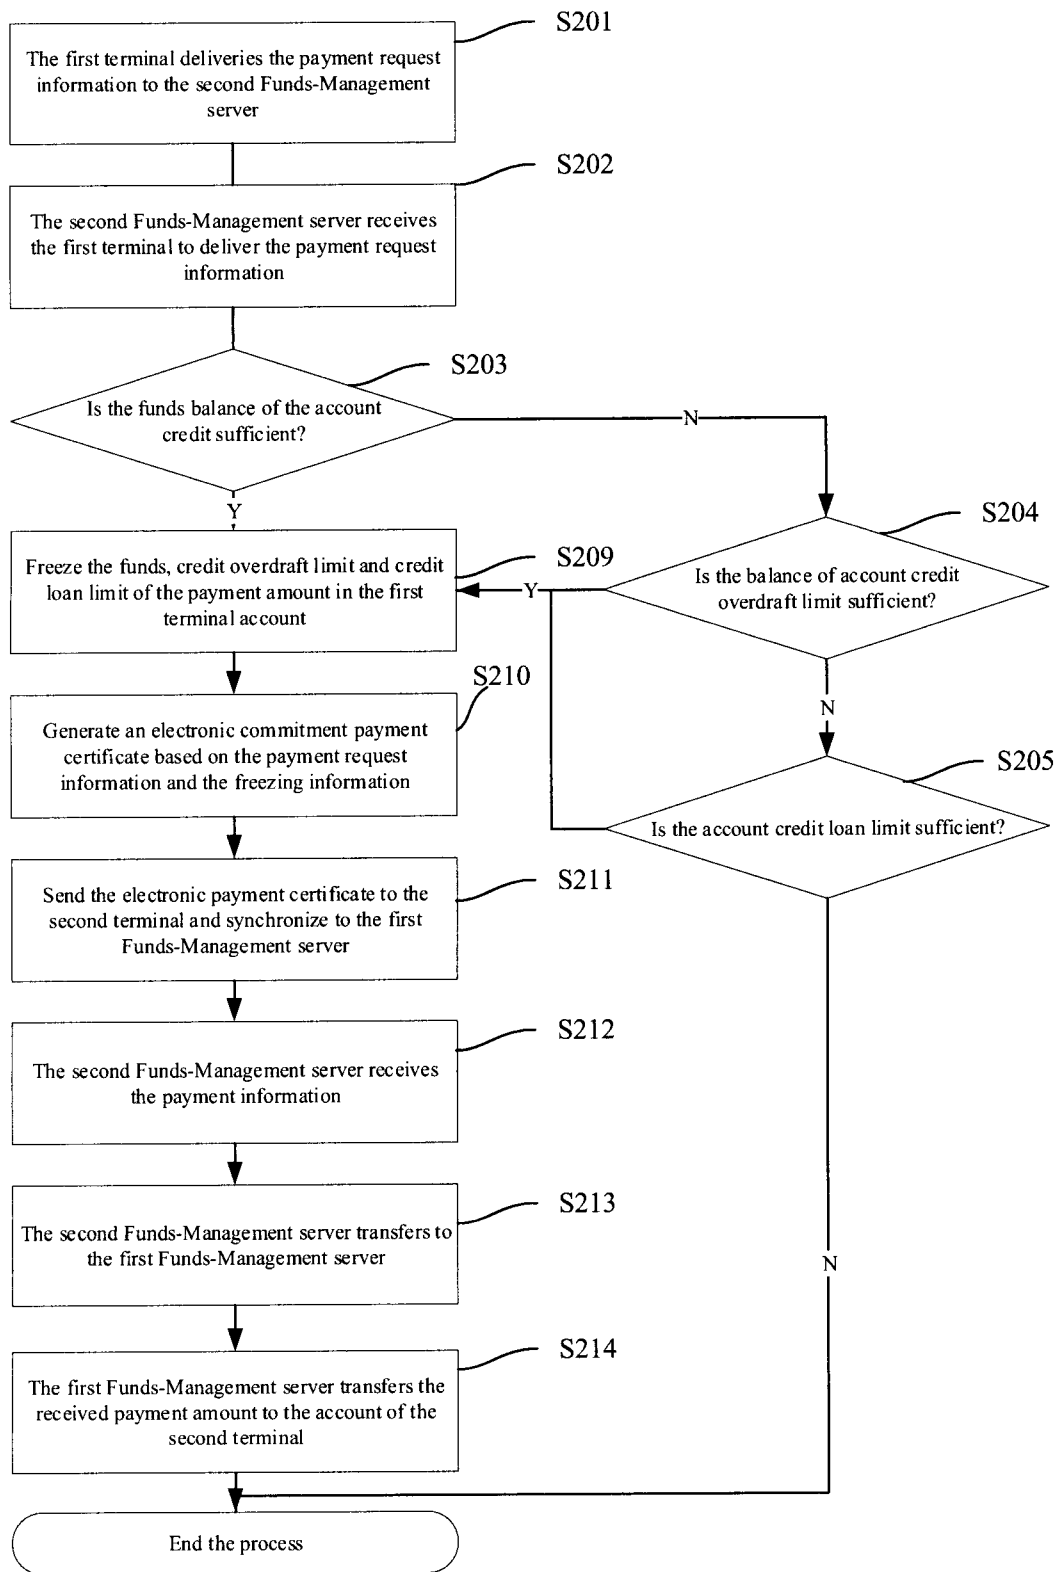 S201
The first terminal deliveries the payment request
information to the second Funds-Management
server
S202
The second Funds-Management server receives
the first terminal to deliver the payment request
information
S203
Is the funds balance of the account
credit sufficient?
N
Y
S204
Is the balance of account credit
overdraft limit sufficient?
S209
Freeze the funds, credit overdraft limit and credit
loan limit of the payment amount in the first
terminal account
Y
N
S205
Is the account credit loan limit sufficient?
S210
Generate an electronic commitment payment
certificate based on the payment request
information and the freezing information
S211
Send the electronic payment certificate to the
second terminal and synchronize to the first
Funds-Management server
S212
The second Funds-Management server receives
the payment information
S213
The second Funds-Management server transfers to
the first Funds-Management server
N
S214
The first Funds-Management server transfers the
received payment amount to the account of the
second terminal
End the process